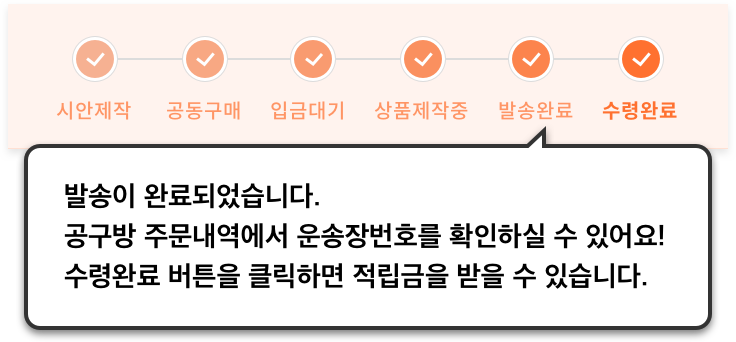 시안제작 공동구매 입금대기 상품제작중 발송완료 수령완료
발송이 완료되었습니다.
공구방 주문내역에서 운송장번호를 확인하실 수 있어요!
수령완료 버튼을 클릭하면 적립금을 받을 수 있습니다.